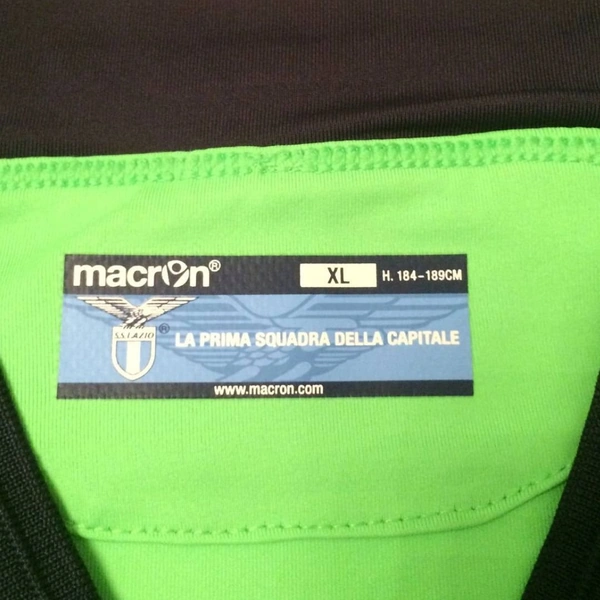 macron®
XL
H. 184-189CM
S.S.LAZIO ®
LA PRIMA SQUADRA DELLA CAPITALE
www.macron.com